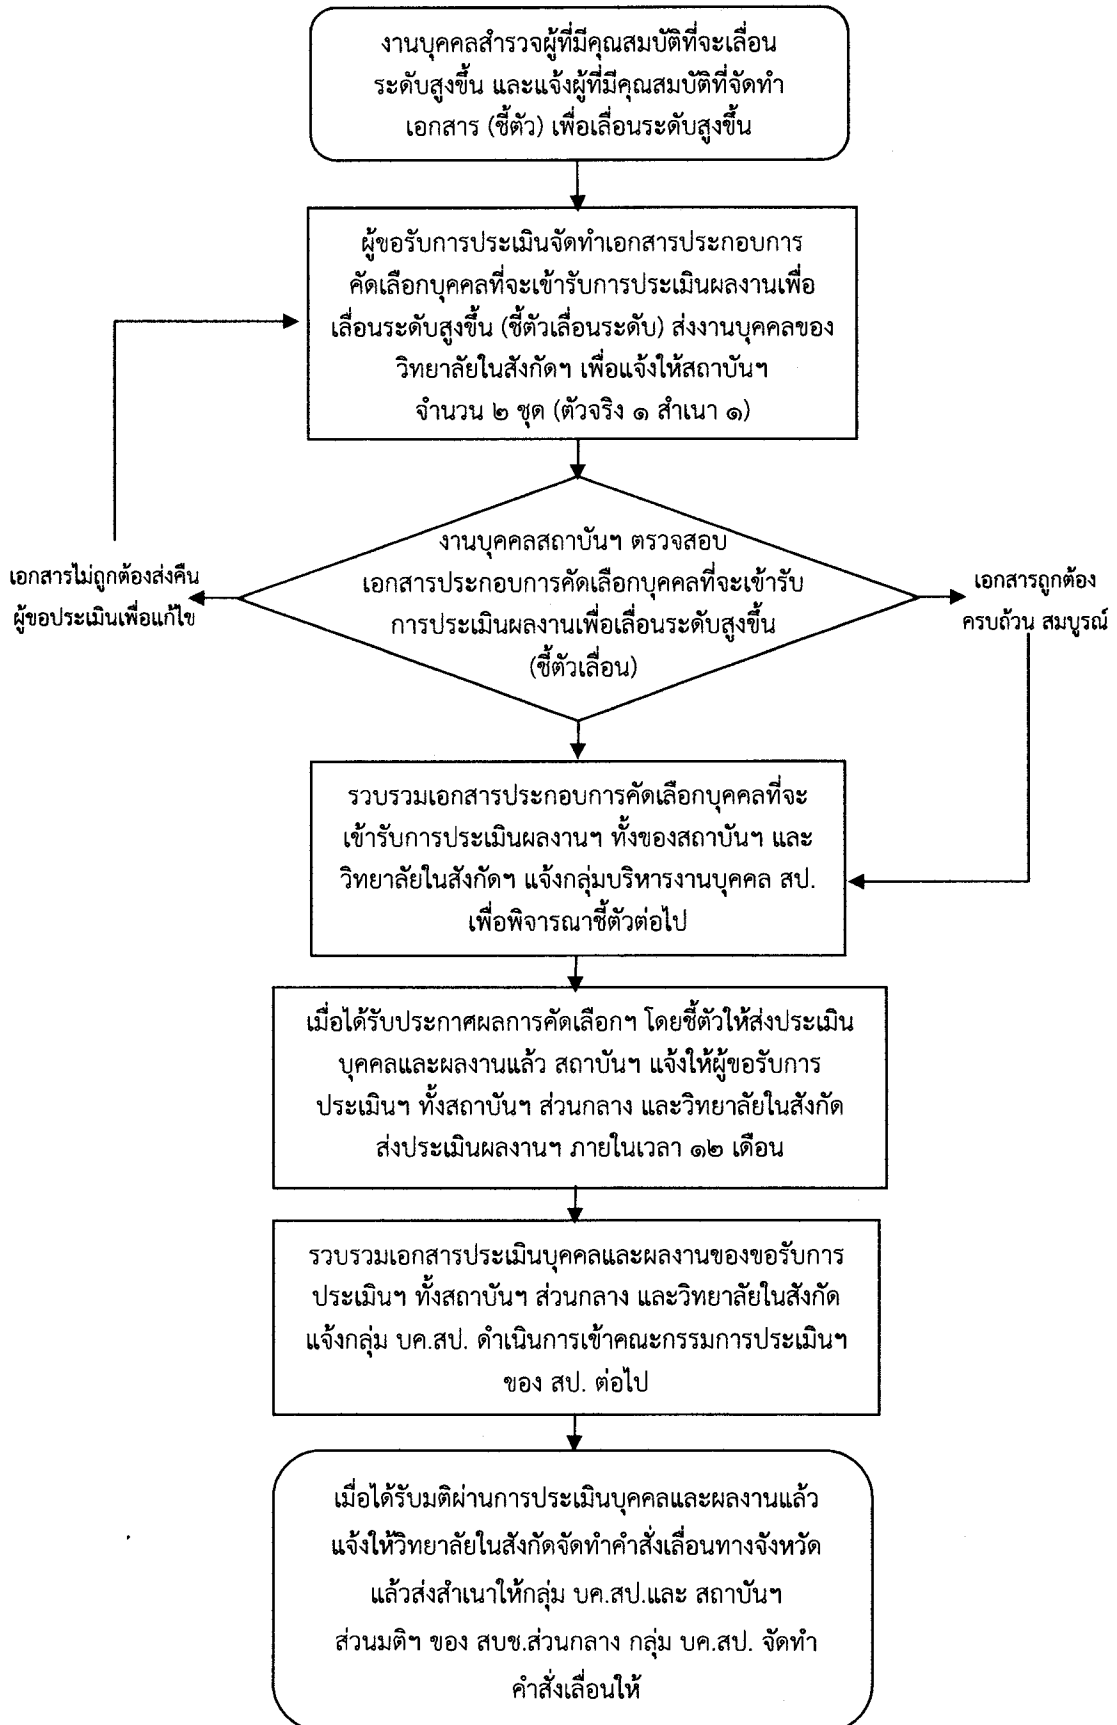 งานบุคคลสำรวจผู้ที่มีคุณสมบัติที่จะเลื่อน
ระดับสูงขึ้น และแจ้งผู้ที่มีคุณสมบัติที่จัดทำ
เอกสาร (ชี้ตัว) เพื่อเลื่อนระดับสูงขึ้น
ผู้ขอรับการประเมินจัดทำเอกสารประกอบการ
คัดเลือกบุคคลที่จะเข้ารับการประเมินผลงานเพื่อ
เลื่อนระดับสูงขึ้น (ชี้ตัวเลื่อนระดับ) ส่งงานบุคคลของ
วิทยาลัยในสังกัดฯ เพื่อแจ้งให้สถาบันฯ
จำนวน ๒ ชุด (ตัวจริง ๑ สำเนา ๑)
งานบุคคลสถาบันฯ ตรวจสอบ
เอกสารประกอบการคัดเลือกบุคคลที่จะเข้ารับ
การประเมินผลงานเพื่อเลื่อนระดับสูงขึ้น
(ชี้ตัวเลื่อน)
เอกสารไม่ถูกต้องส่งคืน
ผู้ขอประเมินเพื่อแก้ไข
เอกสารถูกต้อง
ครบถ้วน สมบูรณ์
รวบรวมเอกสารประกอบการคัดเลือกบุคคลที่จะ
เข้ารับการประเมินผลงานฯ ทั้งของสถาบันฯ และ
วิทยาลัยในสังกัดฯ แจ้งกลุ่มบริหารงานบุคคล สป.
เพื่อพิจารณาชี้ตัวต่อไป
เมื่อได้รับประกาศผลการคัดเลือกฯ โดยชี้ตัวให้ส่งประเมิน
บุคคลและผลงานแล้ว สถาบันฯ แจ้งให้ผู้ขอรับการ
ประเมินฯ ทั้งสถาบันฯ ส่วนกลาง และวิทยาลัยในสังกัด
ส่งประเมินผลงานฯ ภายในเวลา ๑๒ เดือน
รวบรวมเอกสารประเมินบุคคลและผลงานของขอรับการ
ประเมินฯ ทั้งสถาบันฯ ส่วนกลาง และวิทยาลัยในสังกัด
แจ้งกลุ่ม บค.สป. ดำเนินการเข้าคณะกรรมการประเมินฯ
ของ สป. ต่อไป
เมื่อได้รับมติผ่านการประเมินบุคคลและผลงานแล้ว
แจ้งให้วิทยาลัยในสังกัดจัดทำคำสั่งเลื่อนทางจังหวัด
แล้วส่งสำเนาให้กลุ่ม บค.สป.และ สถาบันฯ
ส่วนมติฯ ของ สบช.ส่วนกลาง กลุ่ม บค.สป. จัดทำ
คำสั่งเลื่อนให้